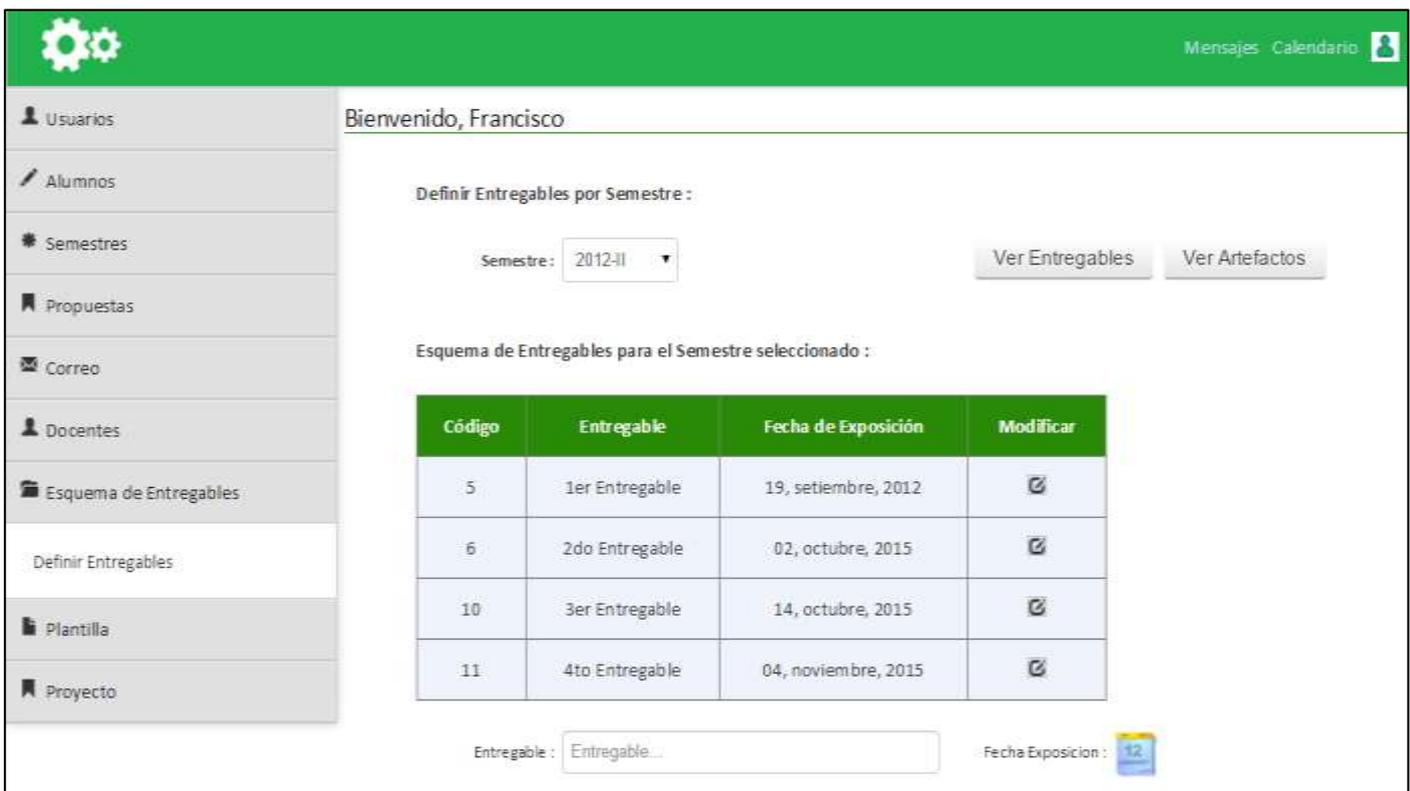 Mensajes Calendario
Usuarios
Alumnos
Semestres
Propuestas
Correo
Docentes
Esquema de Entregables
Definir Entregables
Plantilla
Proyecto
Bienvenido, Francisco
Definir Entregables por Semestre :
Semestre : 2012-II Ver Entregables Ver Artefactos
Esquema de Entregables para el Semestre seleccionado :
Código Entregable Fecha de Exposición Modificar
5 1er Entregable 19, setiembre, 2012
6 2do Entregable 02, octubre, 2015
10 3er Entregable 14, octubre, 2015
11 4to Entregable 04, noviembre, 2015
Entregable : Entregable... Fecha Exposicion : 12